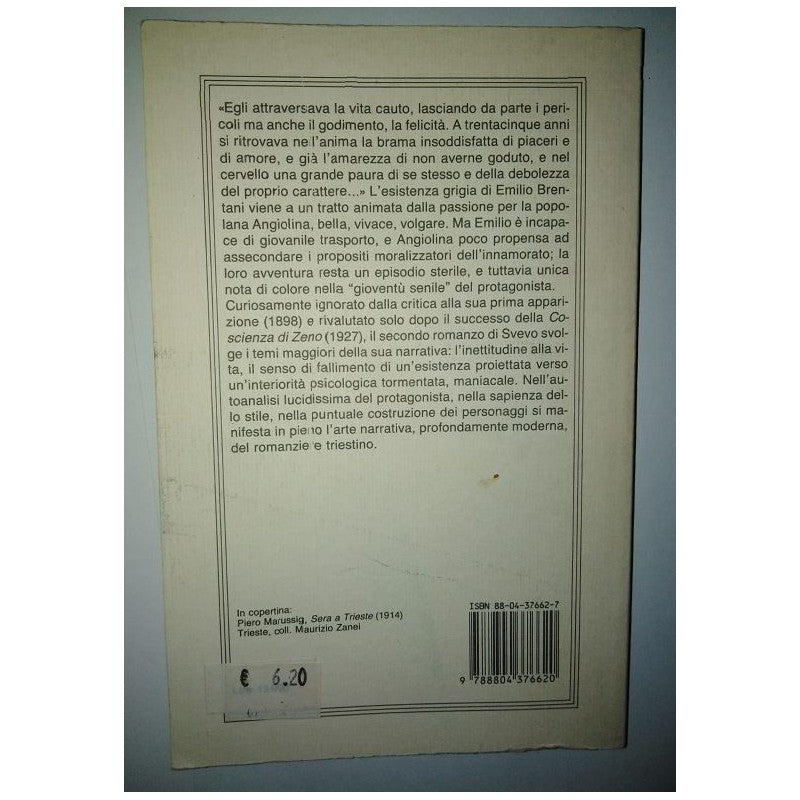 «Egli attraversava la vita cauto, lasciando da parte i peri-
coli ma anche il godimento, la felicità. A trentacinque anni
si ritrovava nell'anima la brama insoddisfatta di piaceri e
di amore, e già l'amarezza di non averne goduto, e nel
cervello una grande paura di se stesso e della debolezza
del proprio carattere...» L'esistenza grigia di Emilio Bren-
tani viene a un tratto animata dalla passione per la popo-
lana Angiolina, bella, vivace, volgare. Ma Emilio è incapa-
ce di giovanile trasporto, e Angiolina poco propensa ad
assecondare i propositi moralizzatori dell'innamorato; la
loro avventura resta un episodio sterile, e tuttavia unica
nota di colore nella "gioventù senile" del protagonista.
Curiosamente ignorato dalla critica alla sua prima appari-
zione (1898) e rivalutato solo dopo il successo della Co-
scienza di Zeno (1927), il secondo romanzo di Svevo svol-
ge i temi maggiori della sua narrativa: l'inettitudine alla vi-
ta, il senso di fallimento di un'esistenza proiettata verso
un'interiorità psicologica tormentata, maniacale. Nell'au-
toanalisi lucidissima del protagonista, nella sapienza del-
lo stile, nella puntuale costruzione dei personaggi si ma-
nifesta in pieno l'arte narrativa, profondamente moderna,
del romanziere triestino.
In copertina:
Piero Marussig, Sera a Trieste (1914)
Trieste, coll. Maurizio Zanei
ISBN 88-04-37662-7
9 788804 376620
€ 6.20